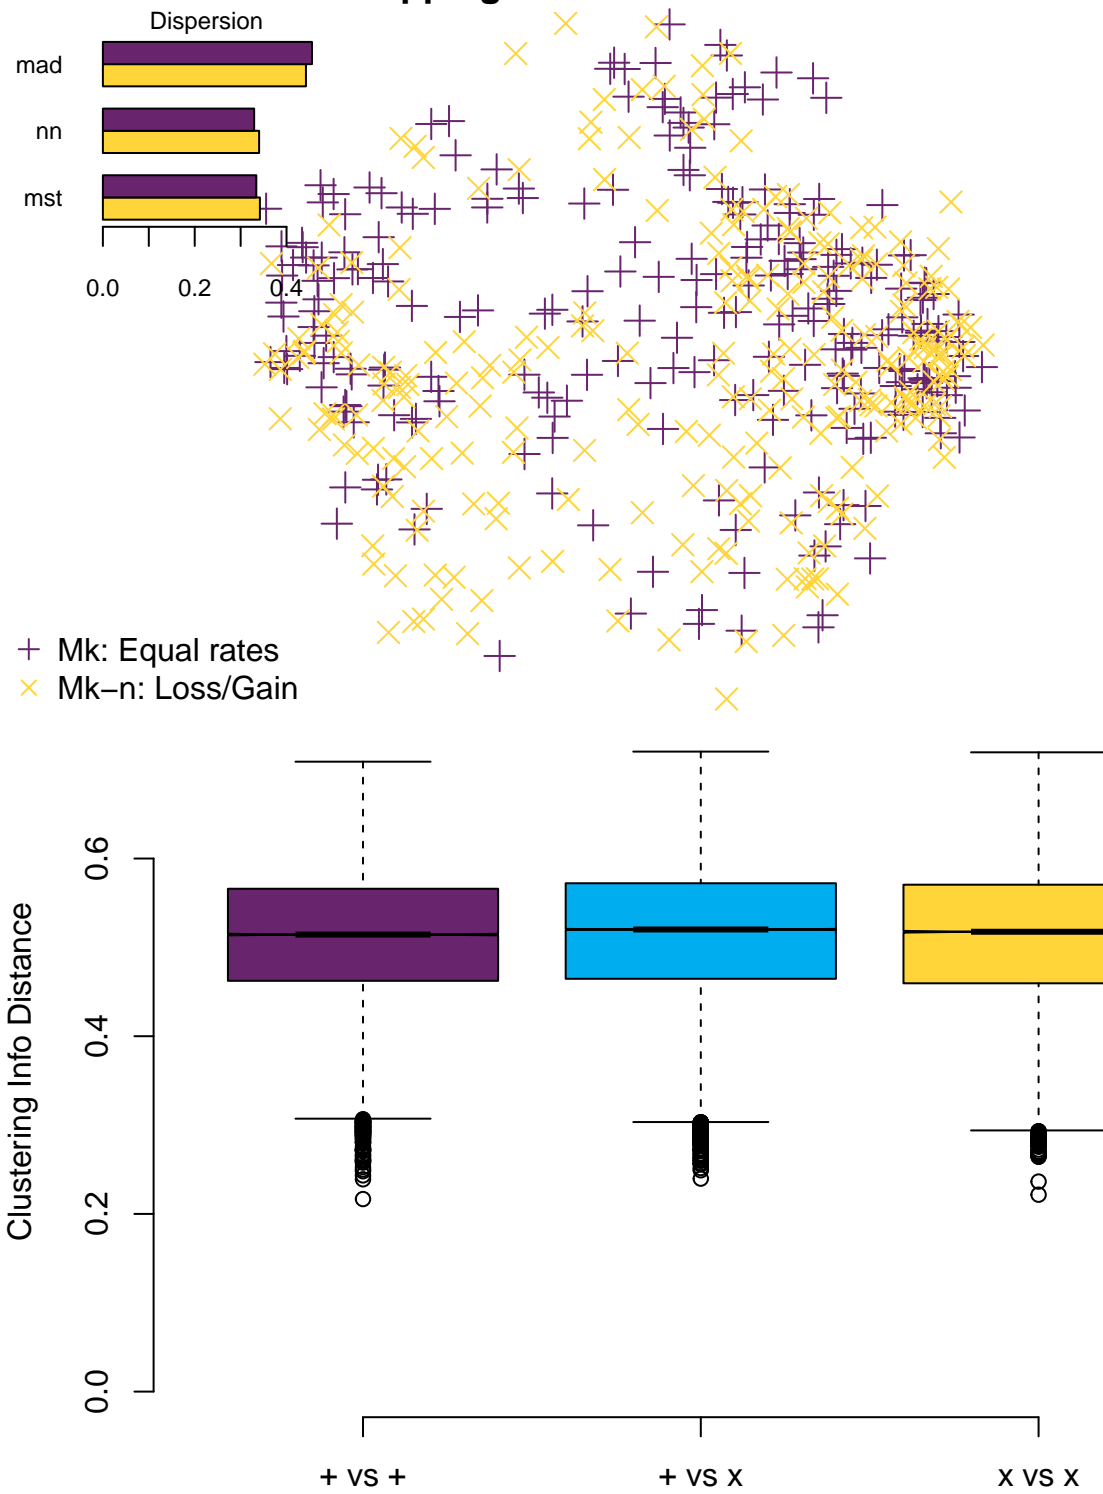 pping
Dispersion
mad
nn
mst
0.0 0.2 0.4
Mk: Equal rates
Mk−n: Loss/Gain
Clustering Info Distance
0.6
0.4
0.2
0.0
+ vs + + vs x x vs x